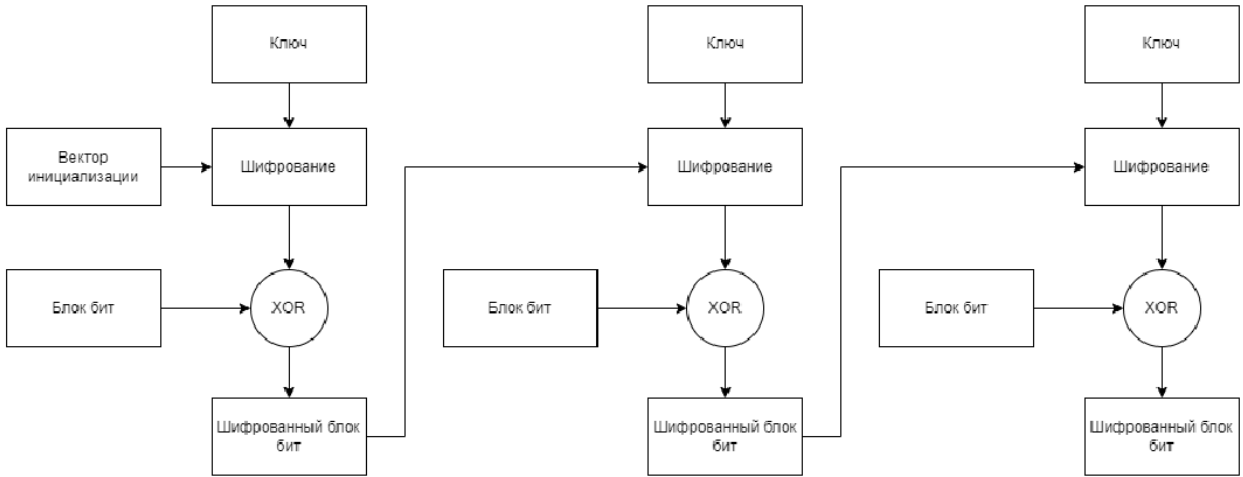 Ключ
Ключ
Ключ
Вектор
инициализации
Шифрование
Шифрование
Шифрование
Блок бит
XOR
Блок бит
XOR
Блок бит
XOR
Шифрованный блок
бит
Шифрованный блок
бит
Шифрованный блок
бит